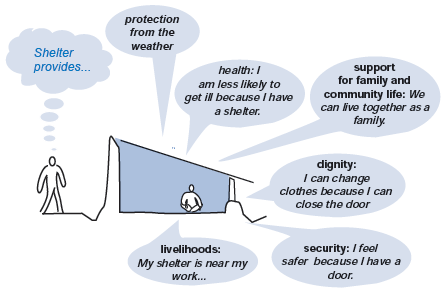 Shelter
provides...
protection
from the
weather
health: I
am less likely to
get ill because I have
a shelter.
support
for family and
community life: We
can live together as a
family.
dignity:
I can change
clothes because I can
close the door
security: I feel
safer because I have a
door.
livelihoods:
My shelter is near my
work...